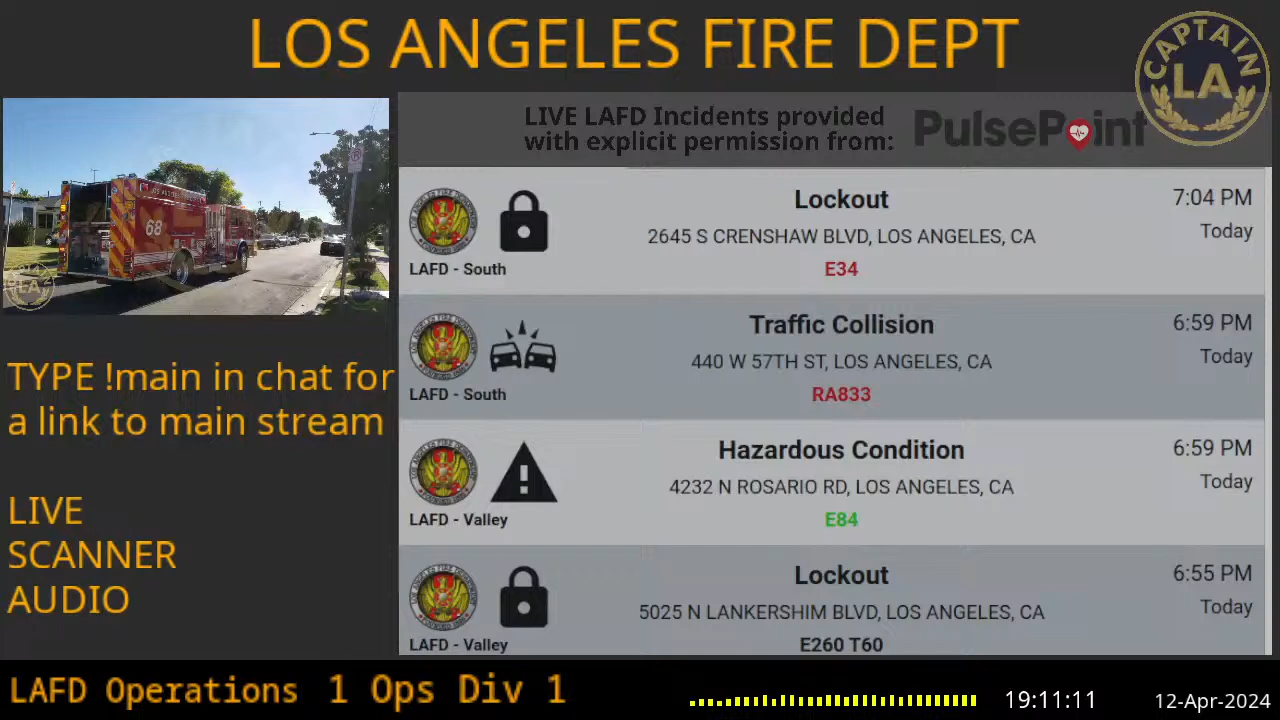 LOS ANGELES FIRE DEPT
CAPTAIN
LA
LIVE LAFD Incidents provided
with explicit permission from:
PulsePoint
68
TYPE !main in chat for
a link to main stream
LIVE
SCANNER
AUDIO
Lockout
7:04 PM
2645 S CRENSHAW BLVD, LOS ANGELES, CA
Today
LAFD - South
E34
Traffic Collision
6:59 PM
440 W 57TH ST, LOS ANGELES, CA
Today
LAFD - South
RA833
Hazardous Condition
6:59 PM
4232 N ROSARIO RD, LOS ANGELES, CA
Today
LAFD - Valley
E84
Lockout
6:55 PM
5025 N LANKERSHIM BLVD, LOS ANGELES, CA
Today
LAFD - Valley
E260 T60
LAFD Operations 1 Ops Div 1
19:11:11
12-Apr-2024